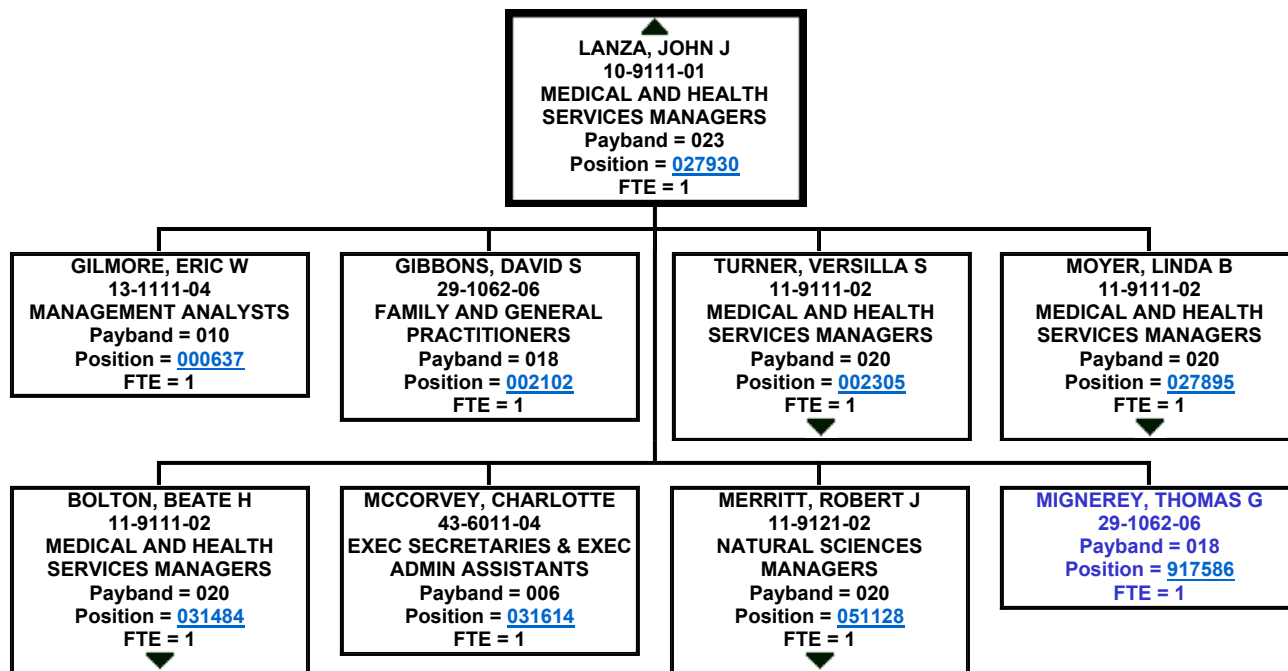 LANZA, JOHN J
10-9111-01
MEDICAL AND HEALTH
SERVICES MANAGERS
Payband = 023
Position = 027930
FTE = 1
GILMORE, ERIC W
13-1111-04
MANAGEMENT ANALYSTS
Payband = 010
Position = 000637
FTE = 1
GIBBONS, DAVID S
29-1062-06
FAMILY AND GENERAL
PRACTITIONERS
Payband = 018
Position = 002102
FTE = 1
TURNER, VERSILLA S
11-9111-02
MEDICAL AND HEALTH
SERVICES MANAGERS
Payband = 020
Position = 002305
FTE = 1
MOYER, LINDA B
11-9111-02
MEDICAL AND HEALTH
SERVICES MANAGERS
Payband = 020
Position = 027895
FTE = 1
BOLTON, BEATE H
11-9111-02
MEDICAL AND HEALTH
SERVICES MANAGERS
Payband = 020
Position = 031484
FTE = 1
MCCORVEY, CHARLOTTE
43-6011-04
EXEC SECRETARIES & EXEC
ADMIN ASSISTANTS
Payband = 006
Position = 031614
FTE = 1
MERRITT, ROBERT J
11-9121-02
NATURAL SCIENCES
MANAGERS
Payband = 020
Position = 051128
FTE = 1
MIGNEREY, THOMAS G
29-1062-06
Payband = 018
Position = 917586
FTE = 1